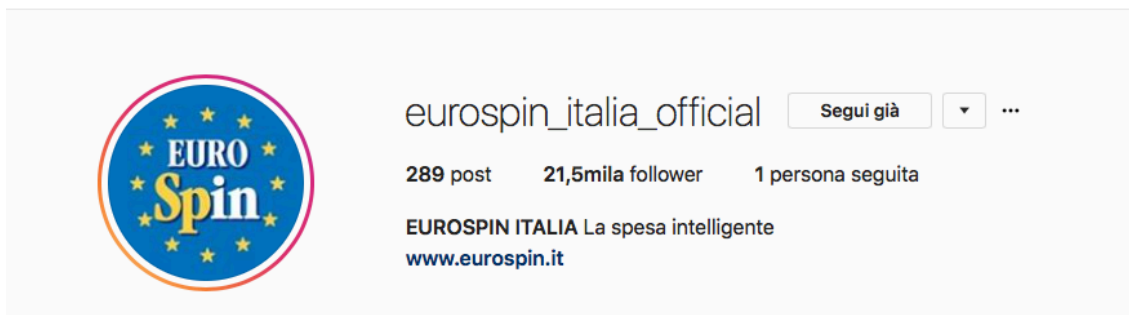 EURO
Spin
eurospin_italia_official Segui già
289 post 21,5mila follower 1 persona seguita
EUROSPIN ITALIA La spesa intelligente
www.eurospin.it